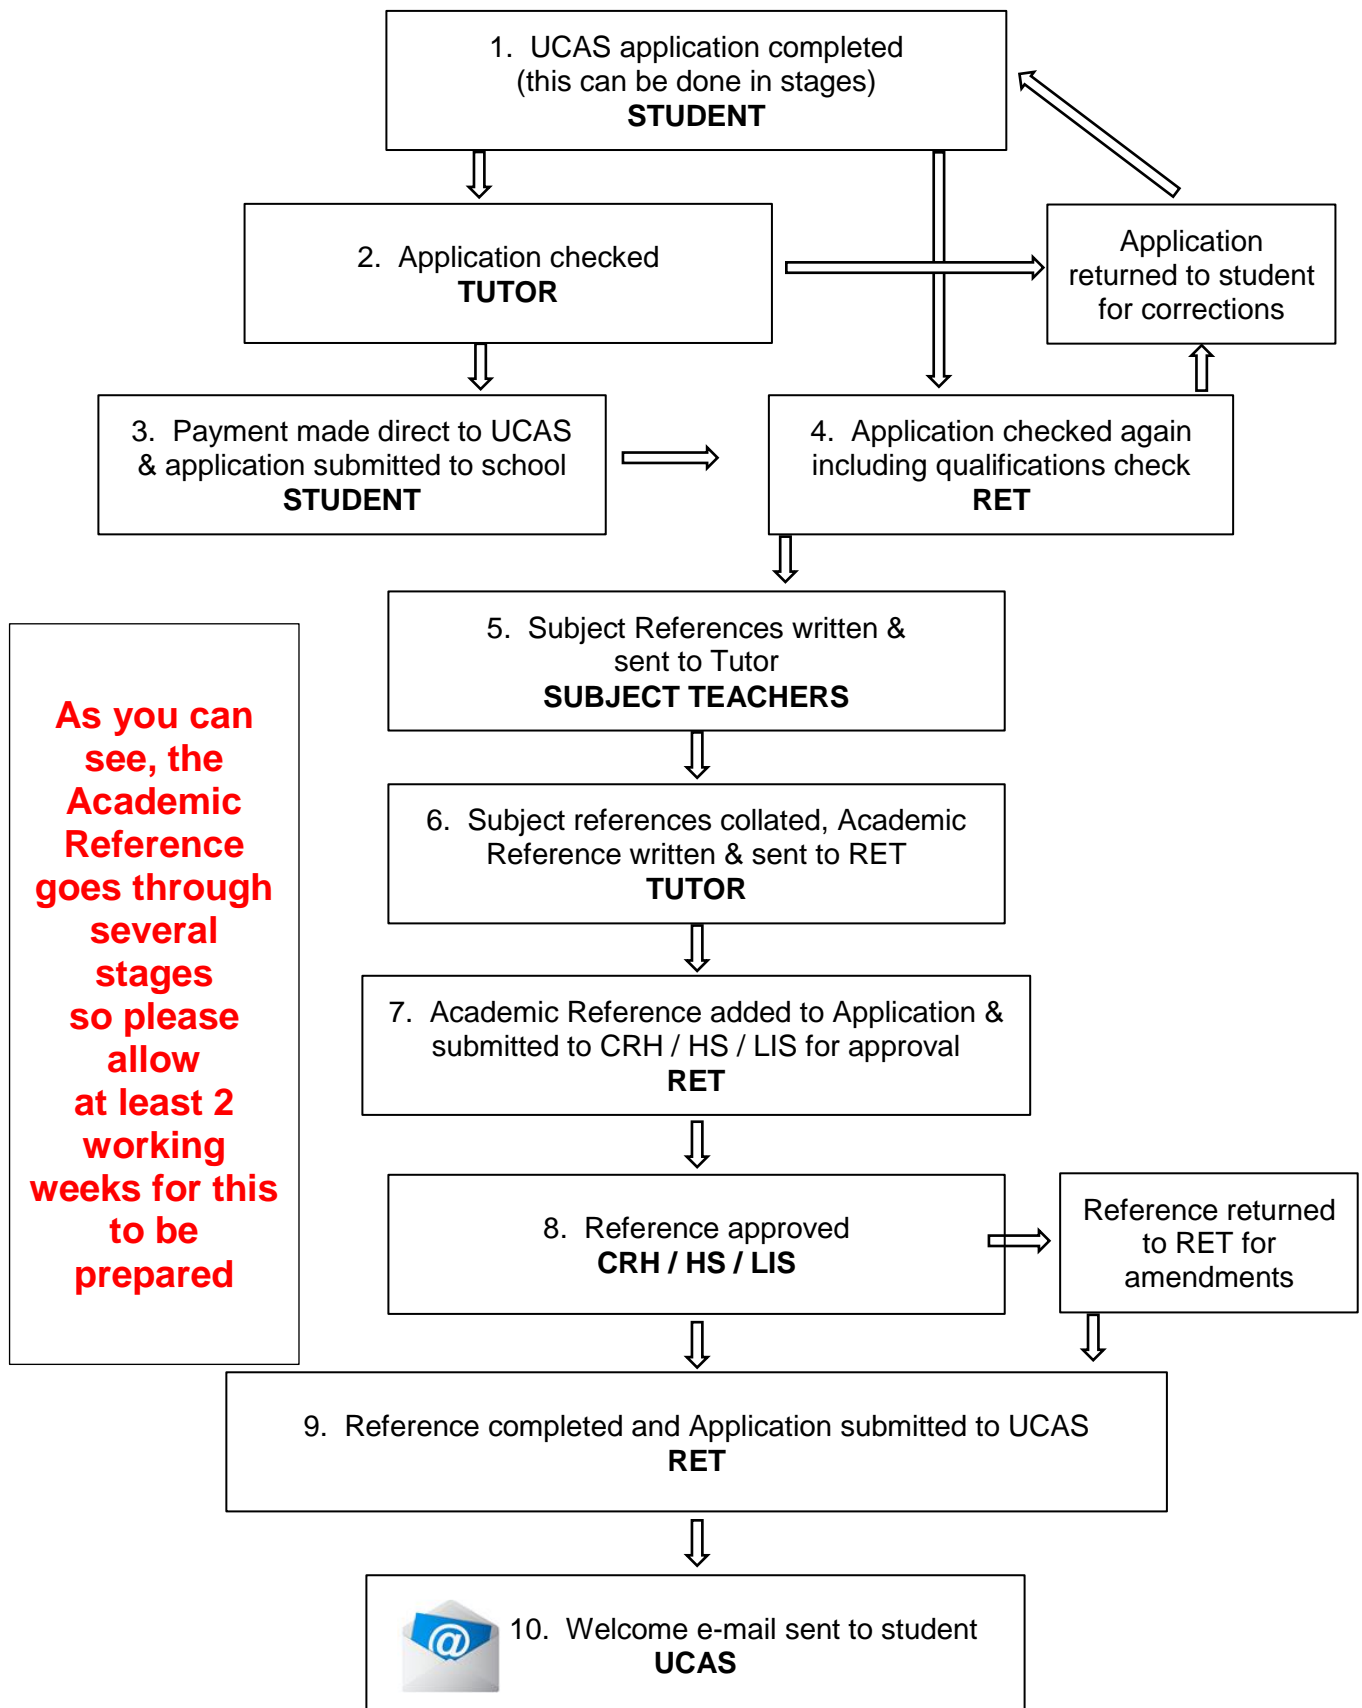 1. UCAS application completed
(this can be done in stages)
STUDENT
2. Application checked
TUTOR
Application
returned to student
for corrections
3. Payment made direct to UCAS
& application submitted to school
STUDENT
4. Application checked again
including qualifications check
RET
5. Subject References written &
sent to Tutor
SUBJECT TEACHERS
As you can
see, the
Academic
Reference
goes through
several
stages
so please
allow
at least 2
working
weeks for this
to be
prepared
6. Subject references collated, Academic
Reference written & sent to RET
TUTOR
7. Academic Reference added to Application &
submitted to CRH / HS / LIS for approval
RET
8. Reference approved
CRH / HS / LIS
Reference returned
to RET for
amendments
9. Reference completed and Application submitted to UCAS
RET
@
10. Welcome e-mail sent to student
UCAS